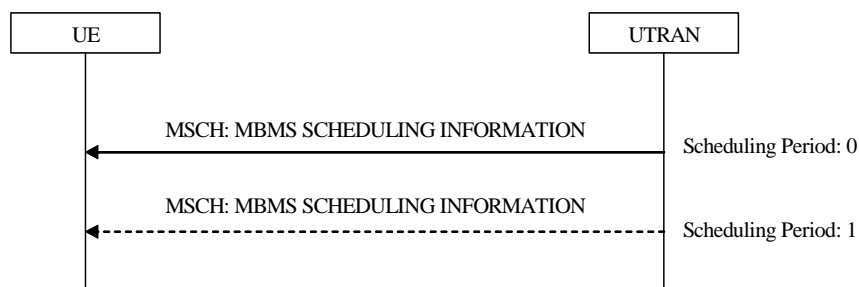 UE
UTRAN
MSCH: MBMS SCHEDULING INFORMATION
Scheduling Period: 0
MSCH: MBMS SCHEDULING INFORMATION
Scheduling Period: 1